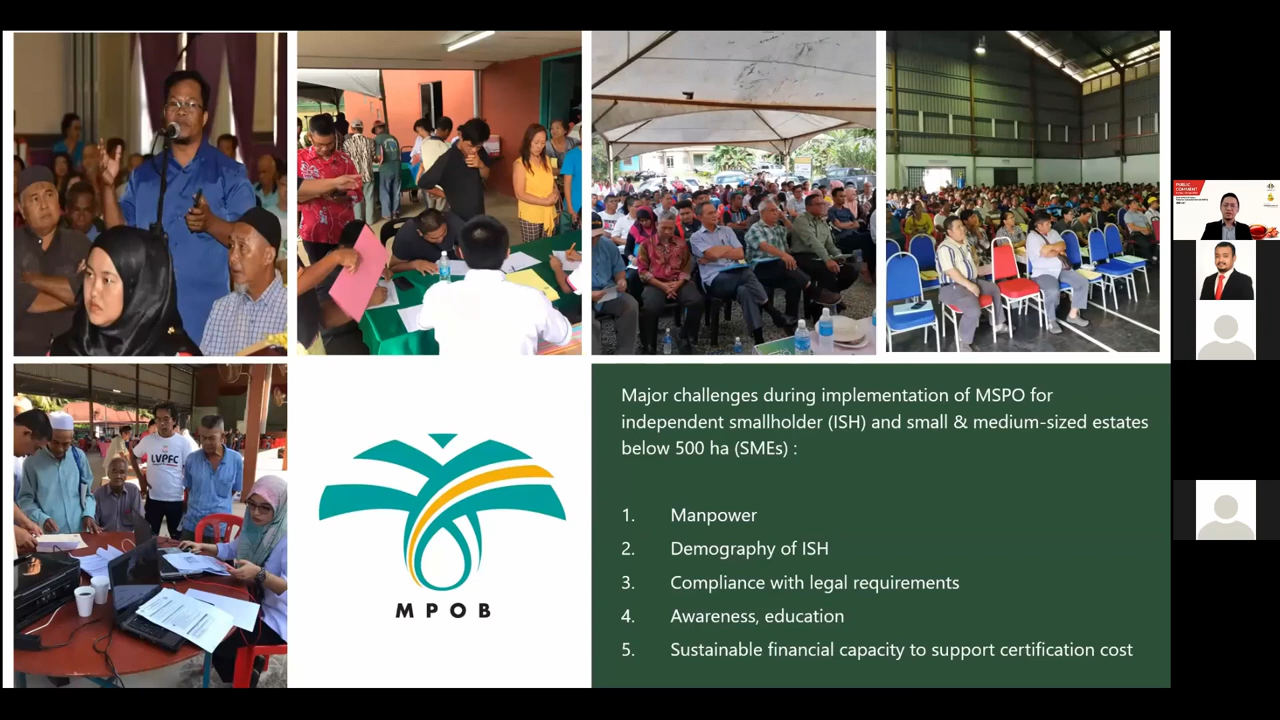 LVPFC
MPOB
Major challenges during implementation of MSPO for
independent smallholder (ISH) and small & medium-sized estates
below 500 ha (SMEs) :
1. Manpower
2. Demography of ISH
3. Compliance with legal requirements
4. Awareness, education
5. Sustainable financial capacity to support certification cost
PUBLIC
COMMENT